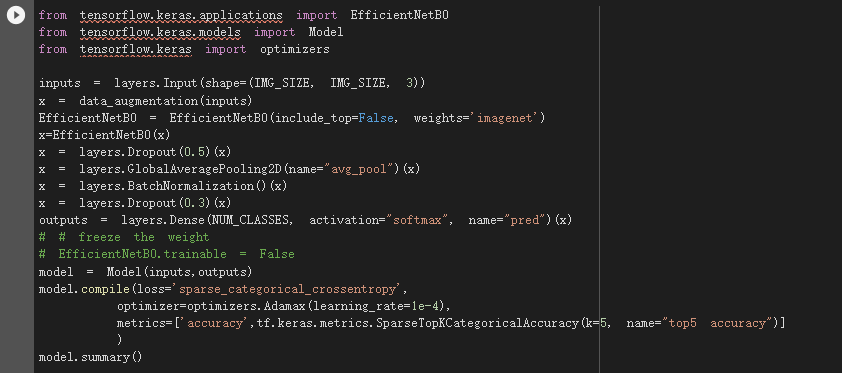 from tensorflow.keras.applications import EfficientNetB0
from tensorflow.keras.models import Model
from tensorflow.keras import optimizers
inputs = layers.Input(shape=(IMG_SIZE, IMG_SIZE, 3))
x = data_augmentation(inputs)
EfficientNetB0 = EfficientNetB0(include_top=False, weights='imagenet')
x=EfficientNetB0(x)
x = layers.Dropout(0.5)(x)
x = layers.GlobalAveragePooling2D(name="avg_pool")(x)
x = layers.BatchNormalization()(x)
x = layers.Dropout(0.3)(x)
outputs = layers.Dense(NUM_CLASSES, activation="softmax", name="pred")(x)
# # freeze the weight
# EfficientNetB0.trainable = False
model = Model(inputs,outputs)
model.compile(loss='sparse_categorical_crossentropy',
optimizer=optimizers.Adamax(learning_rate=1e-4),
metrics=['accuracy',tf.keras.metrics.SparseTopKCategoricalAccuracy(k=5, name="top5 accuracy")]
)
model.summary()